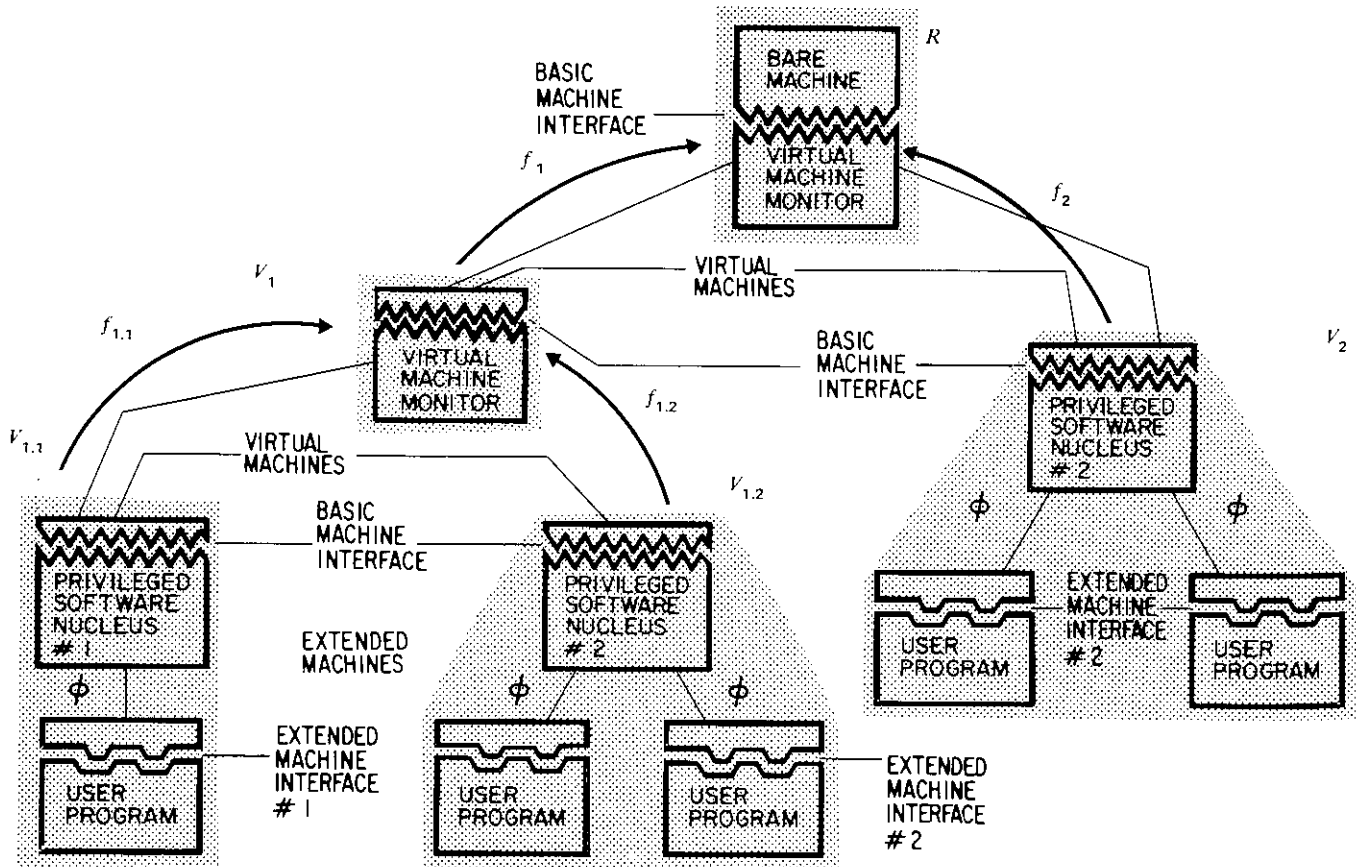 R
BARE
MACHINE
BASIC
MACHINE
INTERFACE
VIRTUAL
MACHINE
MONITOR
f₁
f₂
V₁
VIRTUAL
MACHINES
f₁.₁
VIRTUAL
MACHINE
MONITOR
BASIC
MACHINE
INTERFACE
V₂
f₁.₂
PRIVILEGED
SOFTWARE
NUCLEUS
# 2
V₁.₁
VIRTUAL
MACHINES
V₁.₂
ϕ
ϕ
BASIC
MACHINE
INTERFACE
PRIVILEGED
SOFTWARE
NUCLEUS
# 1
PRIVILEGED
SOFTWARE
NUCLEUS
# 2
EXTENDED
MACHINE
INTERFACE
# 2
USER
PROGRAM
USER
PROGRAM
EXTENDED
MACHINES
ϕ
ϕ
ϕ
EXTENDED
MACHINE
INTERFACE
# 1
USER
PROGRAM
USER
PROGRAM
USER
PROGRAM
EXTENDED
MACHINE
INTERFACE
# 2